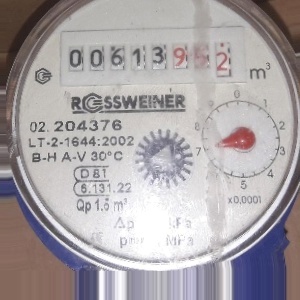 00613952
m³
ROSSWEINER
02. 204376
LT-2-1644:2002
B-H A-V 30°C
D 81
6.131.22
Qp 1.5 m³
0
9 1
8 2
7 3
4
5
x0,0001